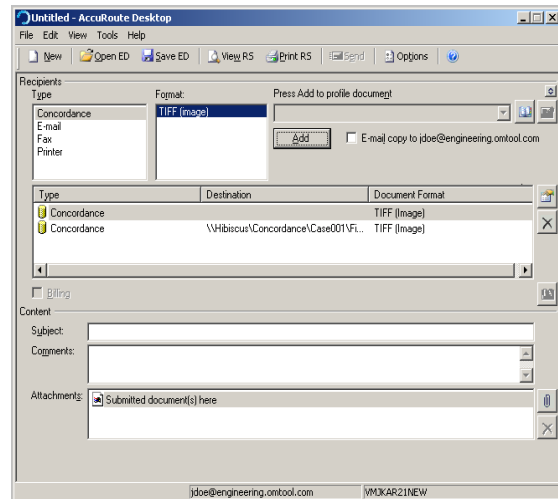 Untitled - AccuRoute Desktop
File Edit View Tools Help
New Open ED Save ED View RS Print RS Send Options
Recipients
Type Format: Press Add to profile document
Concordance TIFF (image)
E-mail
Fax
Printer
Add E-mail copy to jdoe@engineering.omtool.com
Type Destination Document Format
Concordance TIFF (Image)
Concordance \\Hibiscus\Concordance\Case001\Fi... TIFF (Image)
Billing
Content
Subject:
Comments:
Attachments: Submitted document(s) here
jdoe@engineering.omtool.com VMJKAR21NEW